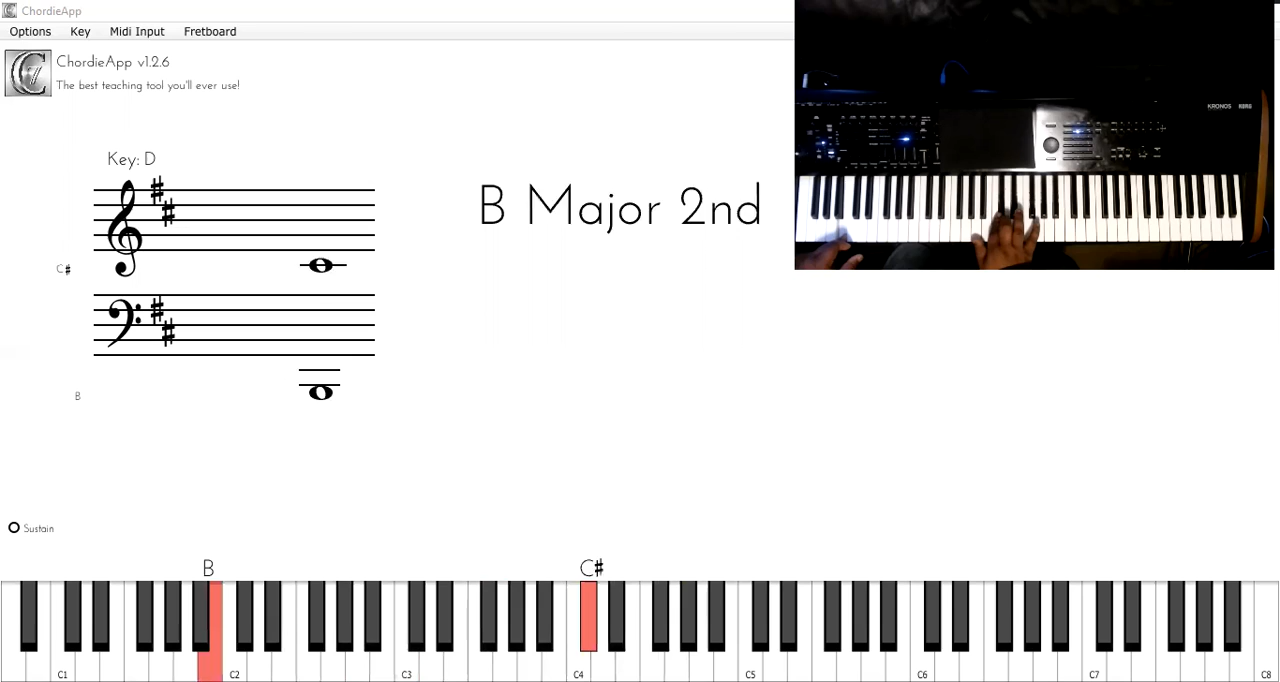 ChordieApp
Options Key Midi Input Fretboard
ChordieApp v1.2.6
The best teaching tool you'll ever use!
KRONOS KORG
Key: D
B Major 2nd
C#
B
Sustain
B C#
C1 C2 C3 C4 C5 C6 C7 C8